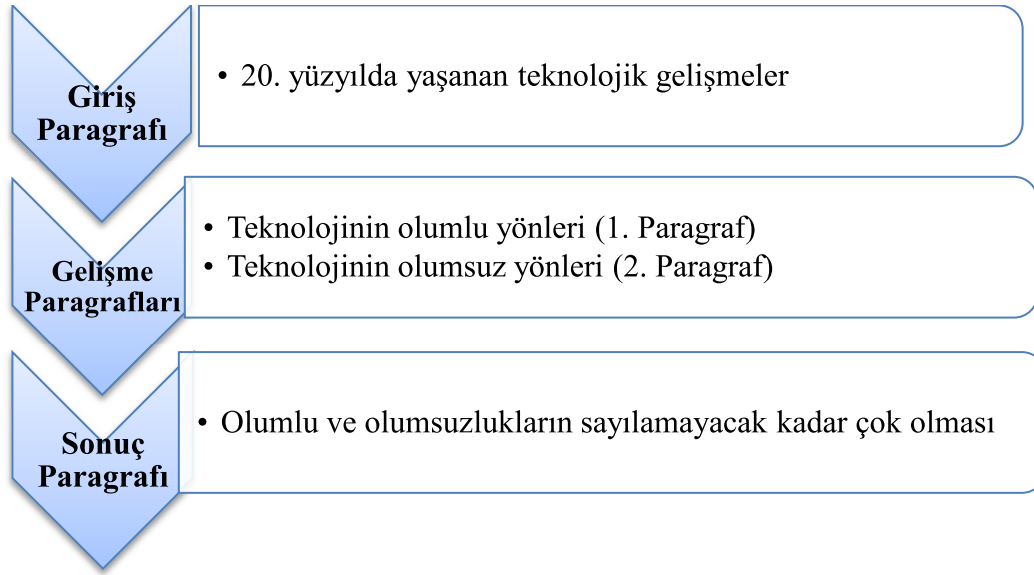 Giriş
Paragrafı
• 20. yüzyılda yaşanan teknolojik gelişmeler
Gelişme
Paragrafları
• Teknolojinin olumlu yönleri (1. Paragraf)
• Teknolojinin olumsuz yönleri (2. Paragraf)
Sonuç
Paragrafı
• Olumlu ve olumsuzlukların sayılamayacak kadar çok olması